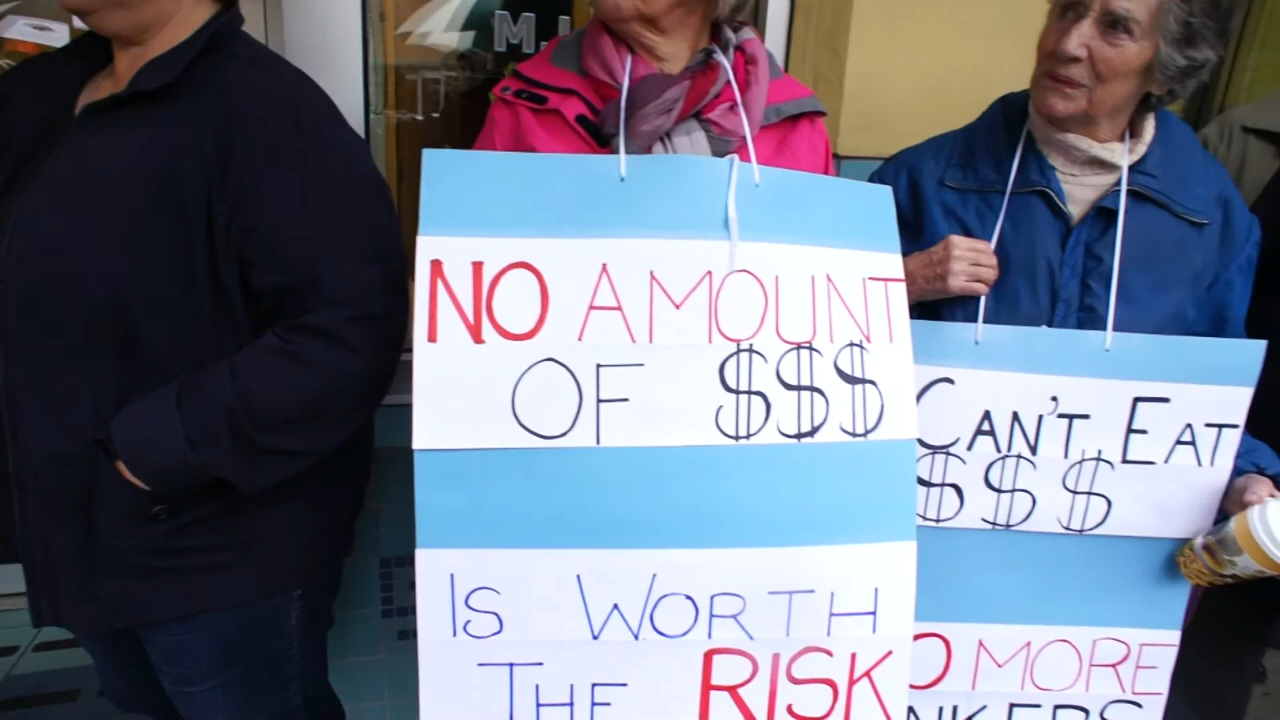 NO AMOUNT
OF $$$
IS WORTH
THE RISK
CAN'T EAT
$$$
MORE